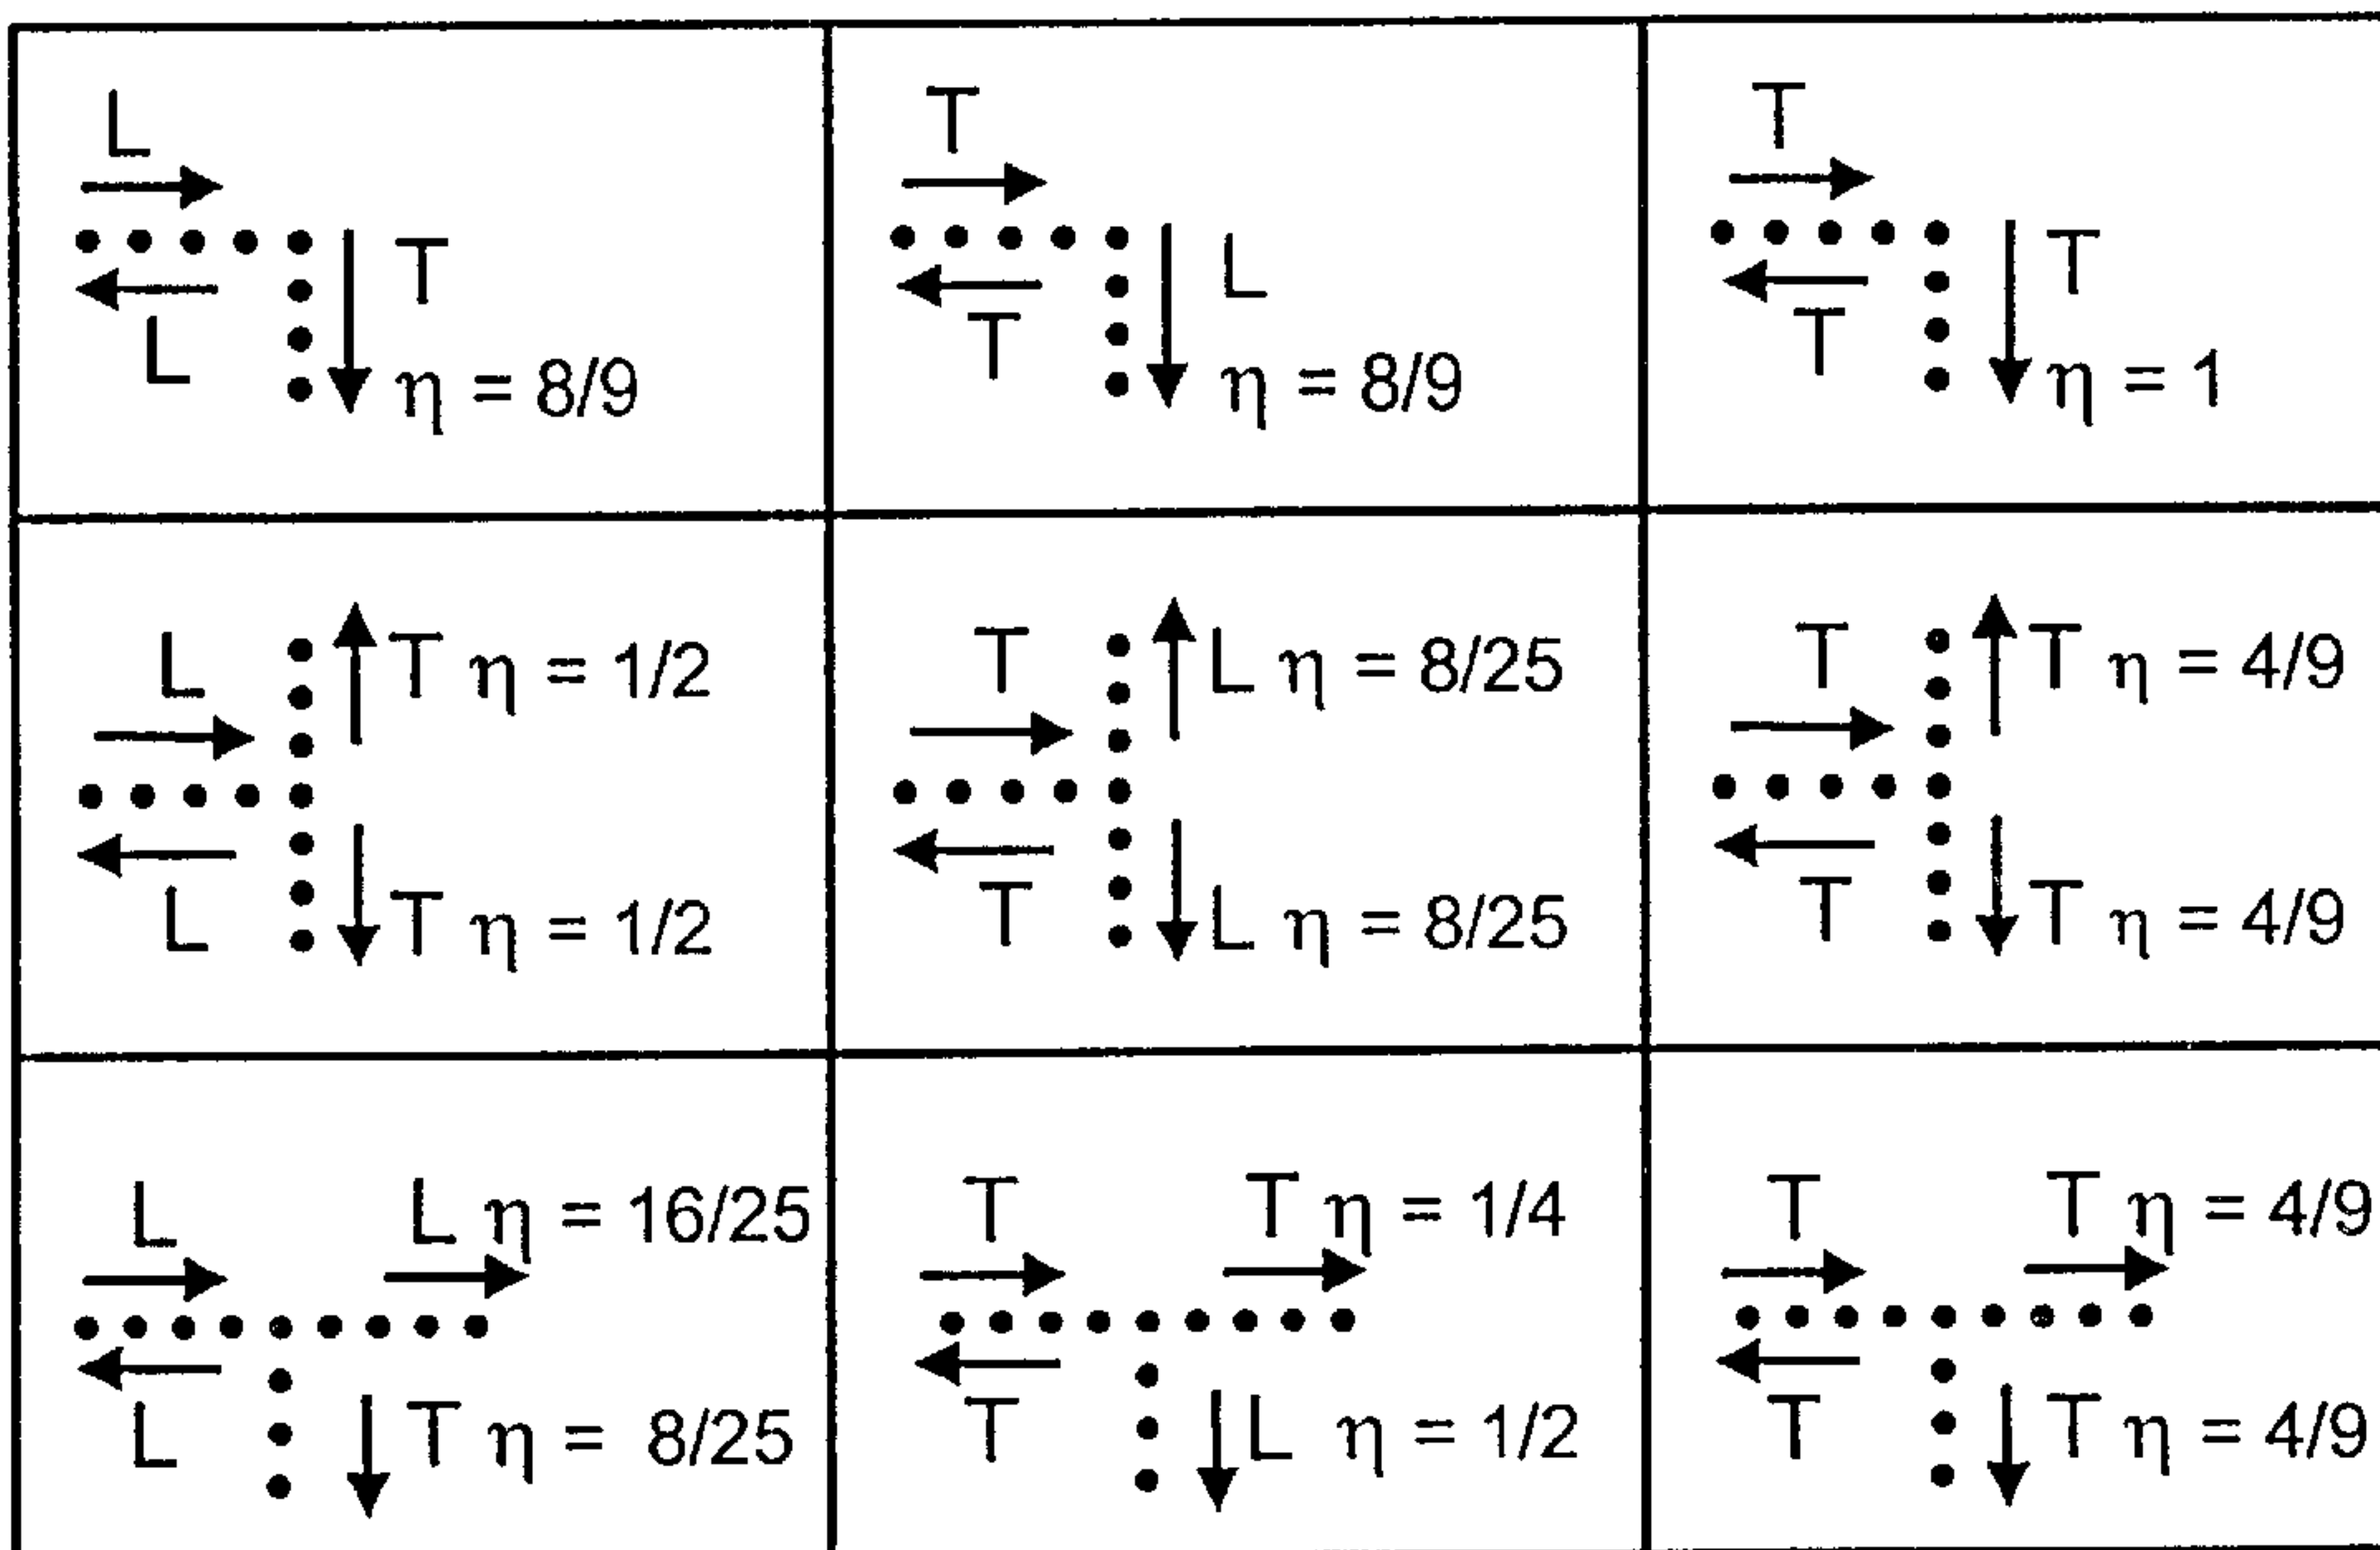 L
T
L
η = 8/9
T
L
T
η = 8/9
T
T
T
η = 1
L
T η = 1/2
L
T η = 1/2
T
L η = 8/25
T
L η = 8/25
T
T η = 4/9
T
T η = 4/9
L
L η = 16/25
L
T η = 8/25
T
T η = 1/4
T
L η = 1/2
T
T η = 4/9
T
T η = 4/9